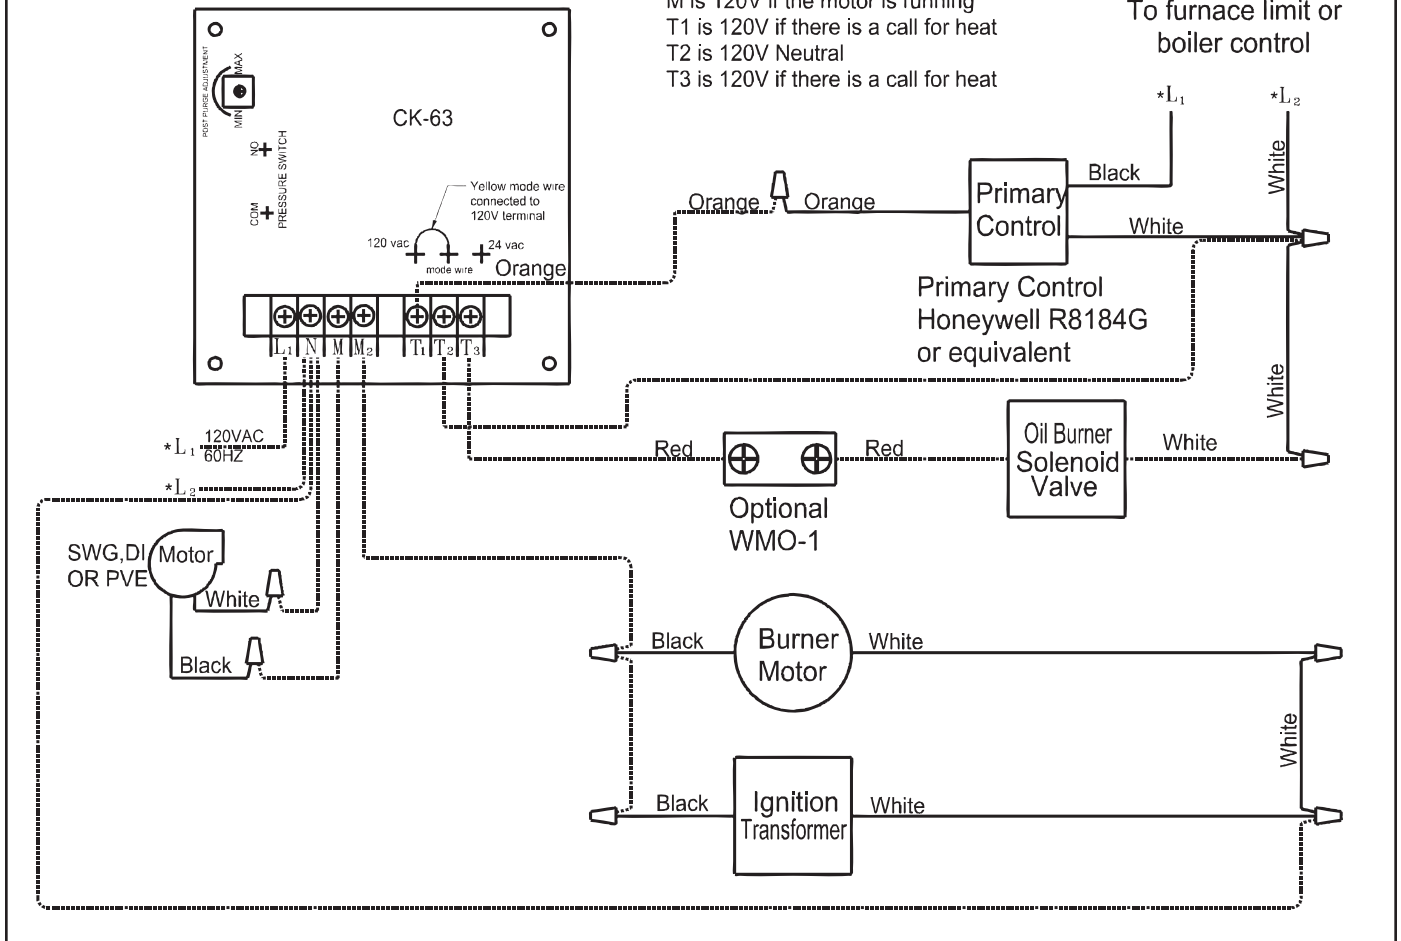 M is 120V if the motor is running
T1 is 120V if there is a call for heat
T2 is 120V Neutral
T3 is 120V if there is a call for heat
To furnace limit or
boiler control
*L1
*L2
POST PURGE ADJUSTMENT
MAX
MIN
CK-63
NO
COM
PRESSURE SWITCH
Yellow mode wire
connected to
120V terminal
120 vac
24 vac
mode wire
Orange
Orange
Orange
Primary
Control
Black
White
White
Primary Control
Honeywell R8184G
or equivalent
L1 N M M2 T1 T2 T3
White
*L1
120VAC
60HZ
*L2
Red
Red
Oil Burner
Solenoid
Valve
White
Optional
WMO-1
SWG,DI
OR PVE
Motor
White
Black
Black
Burner
Motor
White
White
Black
Ignition
Transformer
White